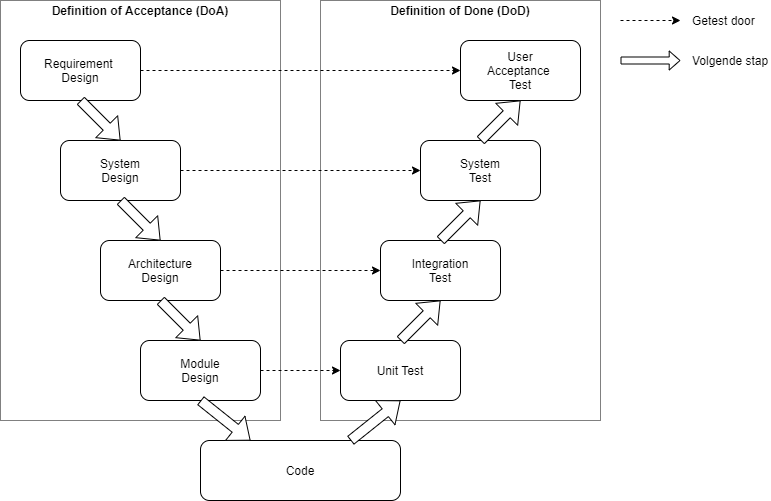 Definition of Acceptance (DoA)
Definition of Done (DoD)
Getest door
Volgende stap
Requirement
Design
User
Acceptance
Test
System
Design
System
Test
Architecture
Design
Integration
Test
Module
Design
Unit Test
Code